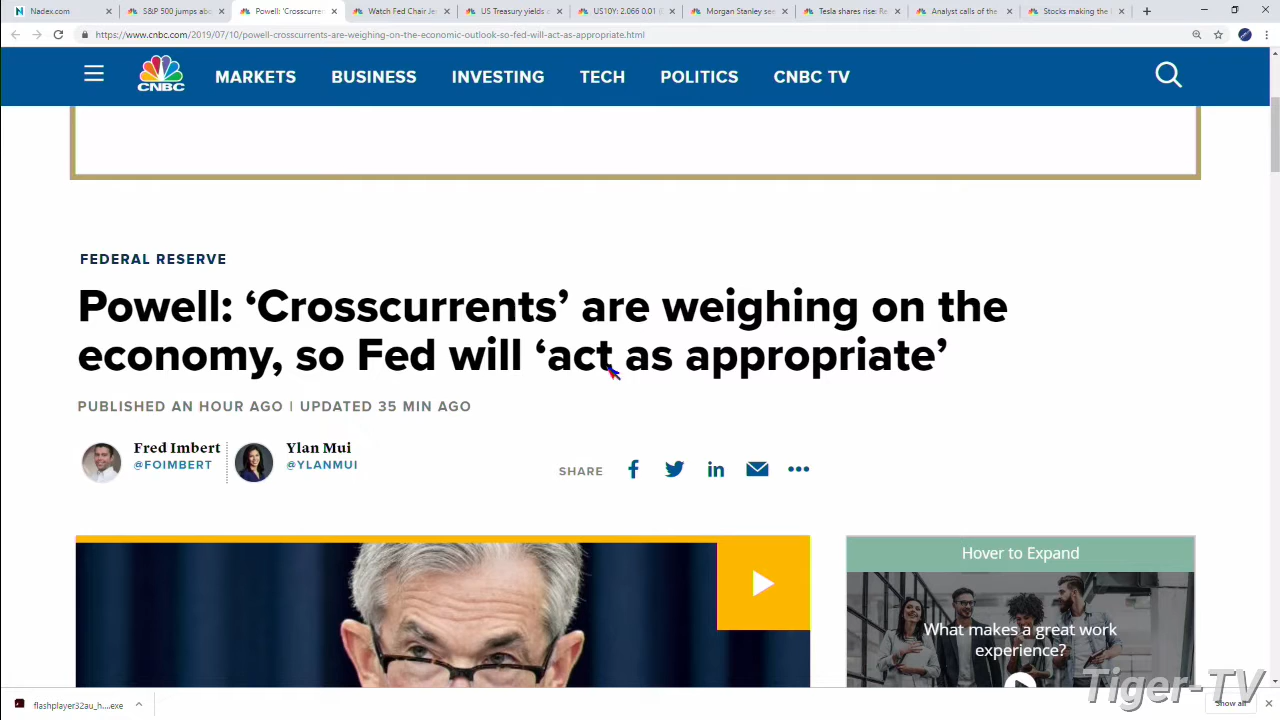 Nadex.com
S&P 500 jumps abo
Powell: 'Crosscurren
Watch Fed Chair Je
US Treasury yields
US10Y: 2.066 0.01 (
Morgan Stanley see
Tesla shares rise: Re
Analyst calls of the
Stocks making the
https://www.cnbc.com/2019/07/10/powell-crosscurrents-are-weighing-on-the-economic-outlook-so-fed-will-act-as-appropriate.html
CNBC
MARKETS
BUSINESS
INVESTING
TECH
POLITICS
CNBC TV
FEDERAL RESERVE
Powell: ‘Crosscurrents’ are weighing on the
economy, so Fed will ‘act as appropriate’
PUBLISHED AN HOUR AGO | UPDATED 35 MIN AGO
Fred Imbert
@FOIMBERT
Ylan Mui
@YLANMUI
SHARE
Hover to Expand
What makes a great work
experience?
Tiger-TV
flashplayer32au_h....exe
Show all